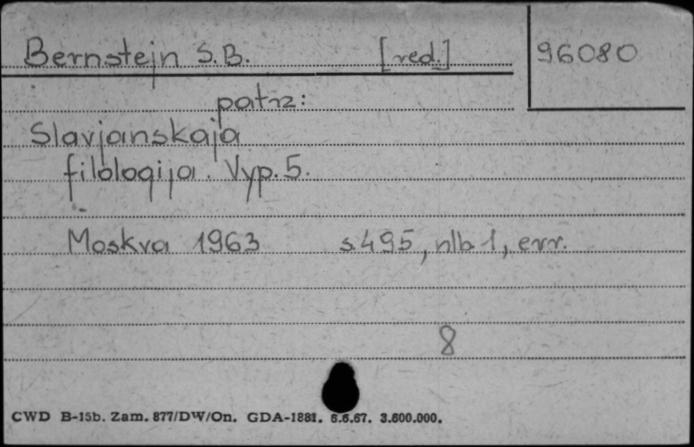 Bernstejn S.B. [red.] 96080
patrz:
Slavjanskaja
filologija. Vyp. 5.
Moskva 1963 s. 495, nlb 1, err.
8
CWD B-15b. Zam. 877/DW/On. GDA-1881. 6.6.67. 3.600.000.